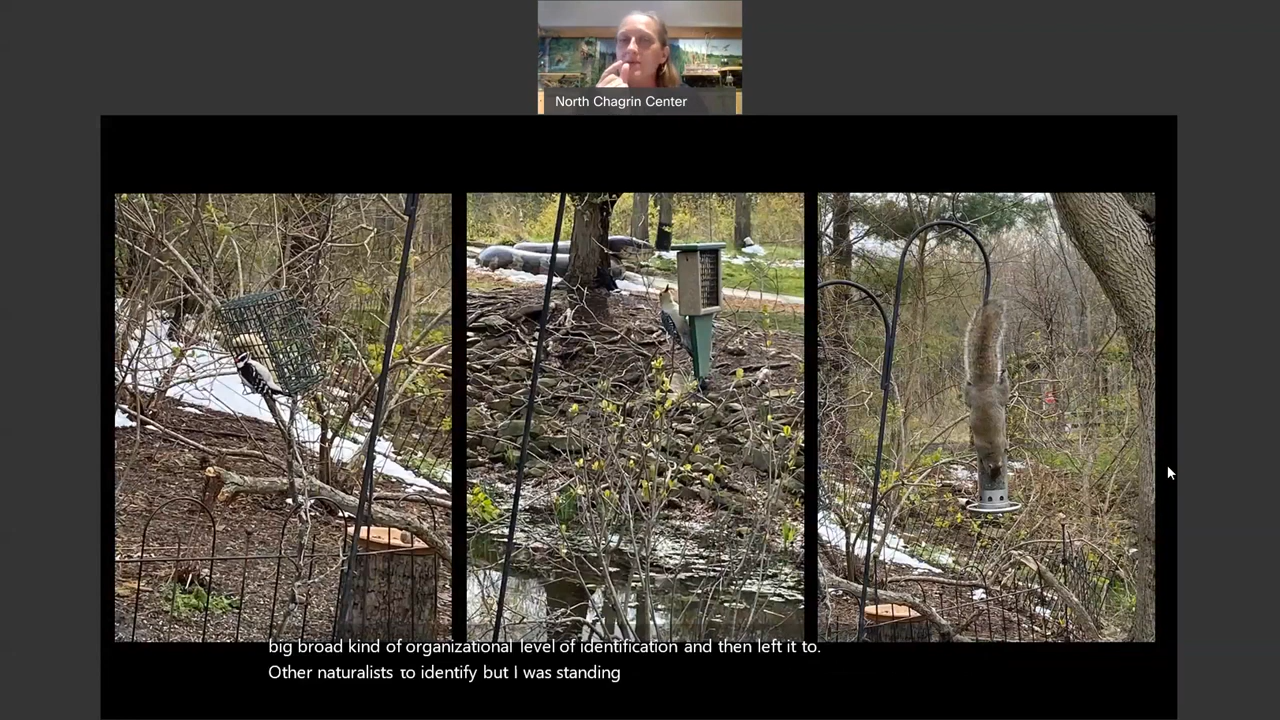 North Chagrin Center
big broad kind of organizational level of identification and then left it to.
Other naturalists to identify but I was standing